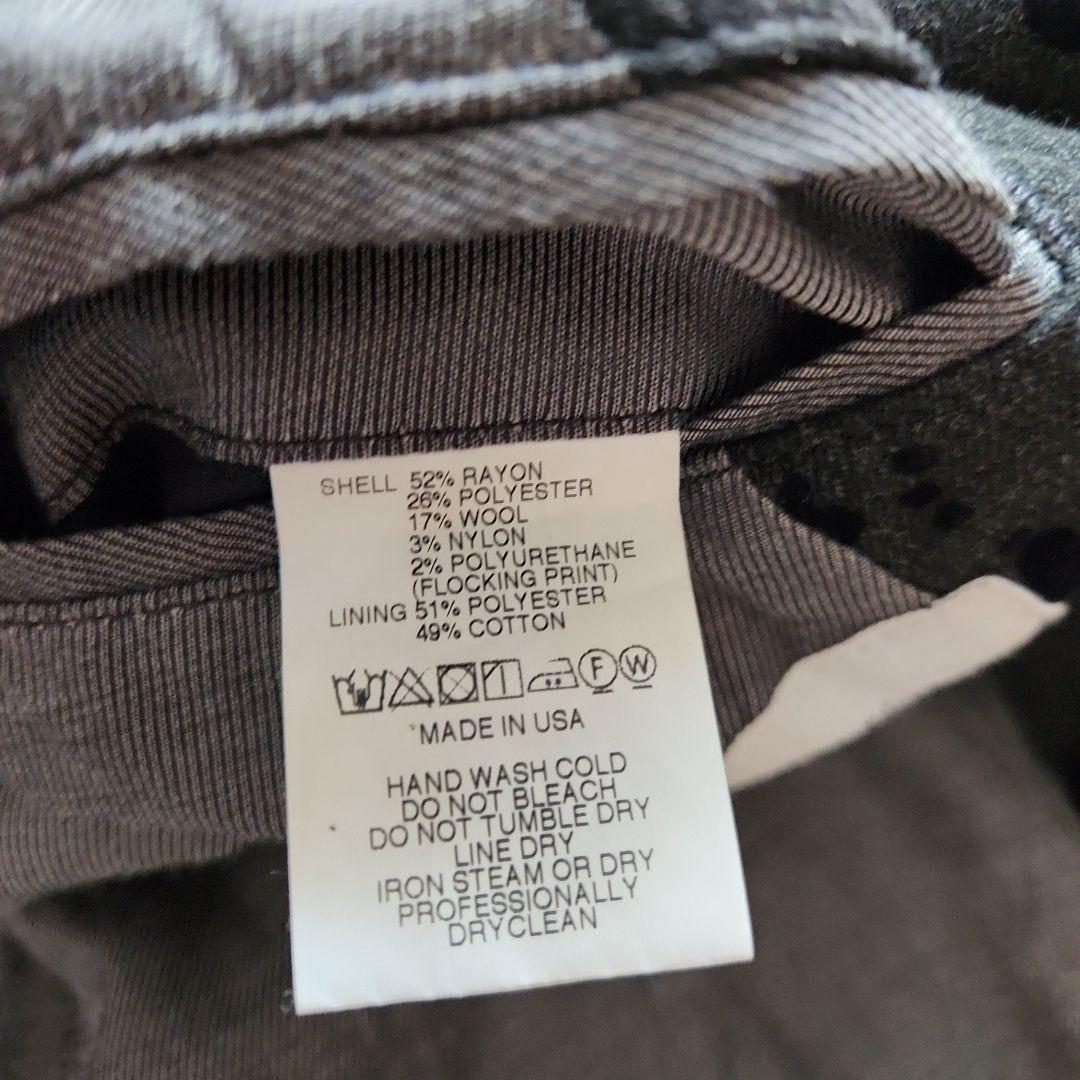 SHELL 52% RAYON
26% POLYESTER
17% WOOL
3% NYLON
2% POLYURETHANE
(FLOCKING PRINT)
LINING 51% POLYESTER
49% COTTON
F W
MADE IN USA
HAND WASH COLD
DO NOT BLEACH
DO NOT TUMBLE DRY
LINE DRY
IRON STEAM OR DRY
PROFESSIONALLY
DRYCLEAN